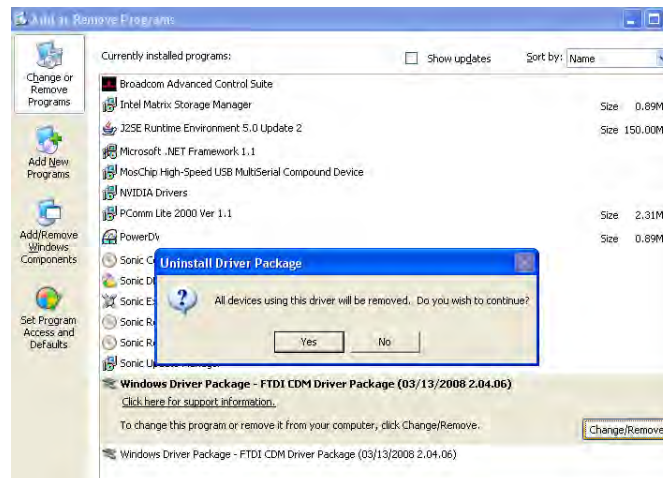 Add or Remove Programs
Change or
Remove
Programs
Add New
Programs
Add/Remove
Windows
Components
Set Program
Access and
Defaults
Currently installed programs:
Show updates
Sort by: Name
Broadcom Advanced Control Suite
Intel Matrix Storage Manager Size 0.89M
J2SE Runtime Environment 5.0 Update 2 Size 150.00M
Microsoft .NET Framework 1.1
MosChip High-Speed USB MultiSerial Compound Device
NVIDIA Drivers
PComm Lite 2000 Ver 1.1 Size 2.31M
PowerDV Size 0.89M
Sonic
Sonic
Sonic
Sonic
Sonic
Sonic Update Manager
Uninstall Driver Package
All devices using this driver will be removed. Do you wish to continue?
Yes No
Windows Driver Package - FTDI CDM Driver Package (03/13/2008 2.04.06)
Click here for support information.
To change this program or remove it from your computer, click Change/Remove.
Change/Remove
Windows Driver Package - FTDI CDM Driver Package (03/13/2008 2.04.06)